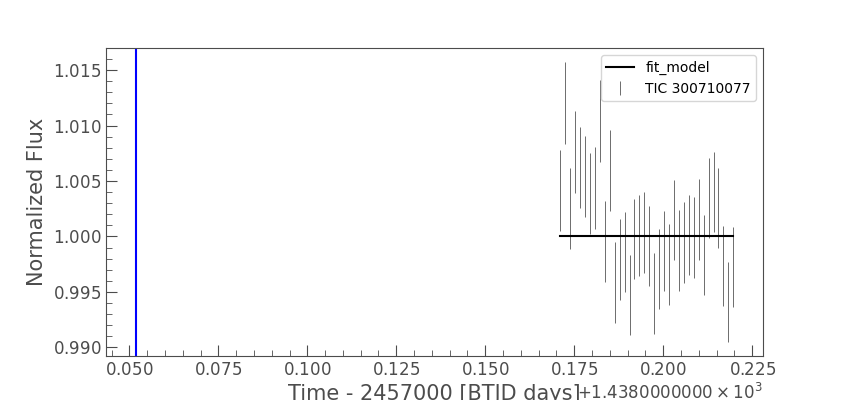 1.015
1.010
1.005
1.000
0.995
0.990
Normalized Flux
fit_model
TIC 300710077
0.050 0.075 0.100 0.125 0.150 0.175 0.200 0.225
Time - 2457000 [BTJD days]
+1.4380000000 × 10³